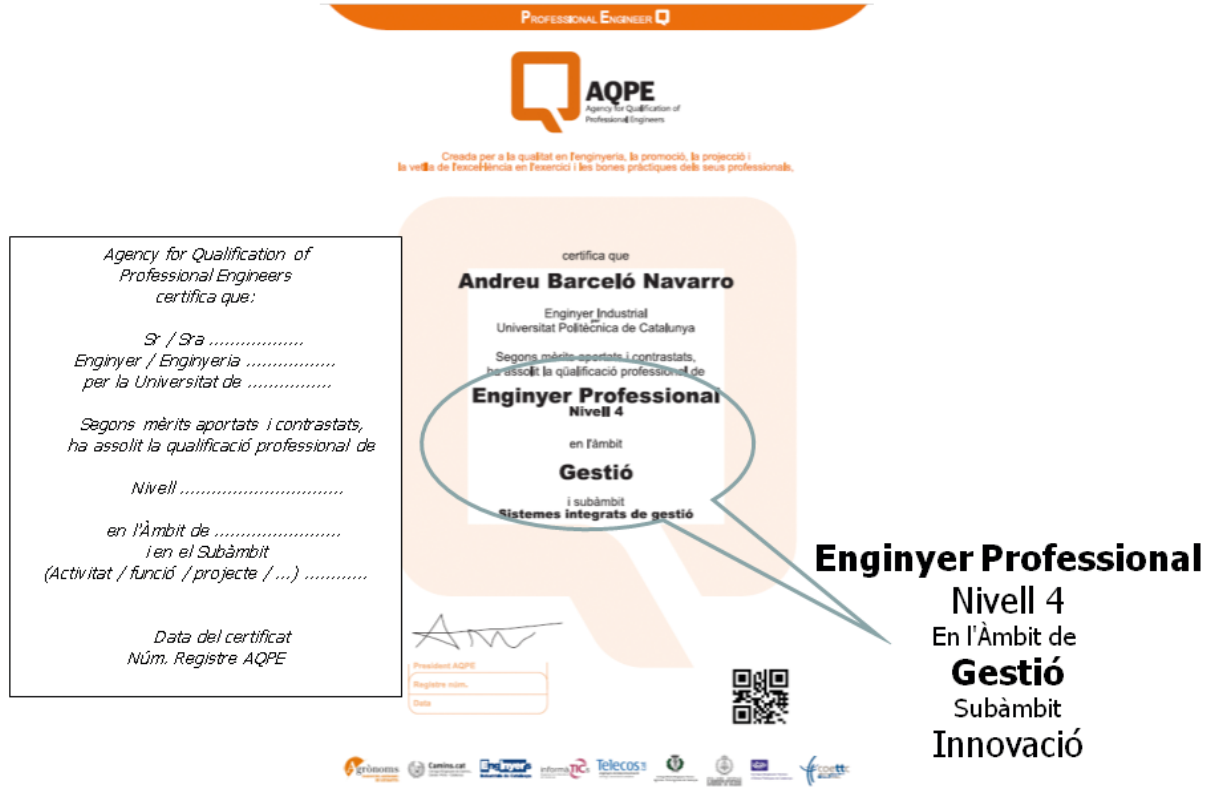 PROFESSIONAL ENGINEER
AQPE
Agency for Qualification of
Professional Engineers
Creada per a la qualitat en l'enginyeria, la promoció, la projecció i
la vetlla de l'excel·lència en l'exercici i les bones pràctiques dels seus professionals.
Agency for Qualification of
Professional Engineers
certifica que:
Sr / Sra ..................
Enginyer / Enginyeria .................
per la Universitat de ................
Segons mèrits aportats i contrastats,
ha assolit la qualificació professional de
Nivell ...............................
en l'Àmbit de ........................
i en el Subàmbit
(Activitat / funció / projecte / ...) ............
Data del certificat
Núm. Registre AQPE
certifica que
Andreu Barceló Navarro
Enginyer Industrial
per
Universitat Politècnica de Catalunya
Segons mèrits aportats i contrastats,
ha assolit la qüalificació professional de
Enginyer Professional
Nivell 4
en l'àmbit
Gestió
i subàmbit
Sistemes integrats de gestió
President AQPE
Registre núm.
Data
Enginyer Professional
Nivell 4
En l'Àmbit de
Gestió
Subàmbit
Innovació
Agrònoms
Camins.cat
Enginyers
informàTICs
Telecos
coettc